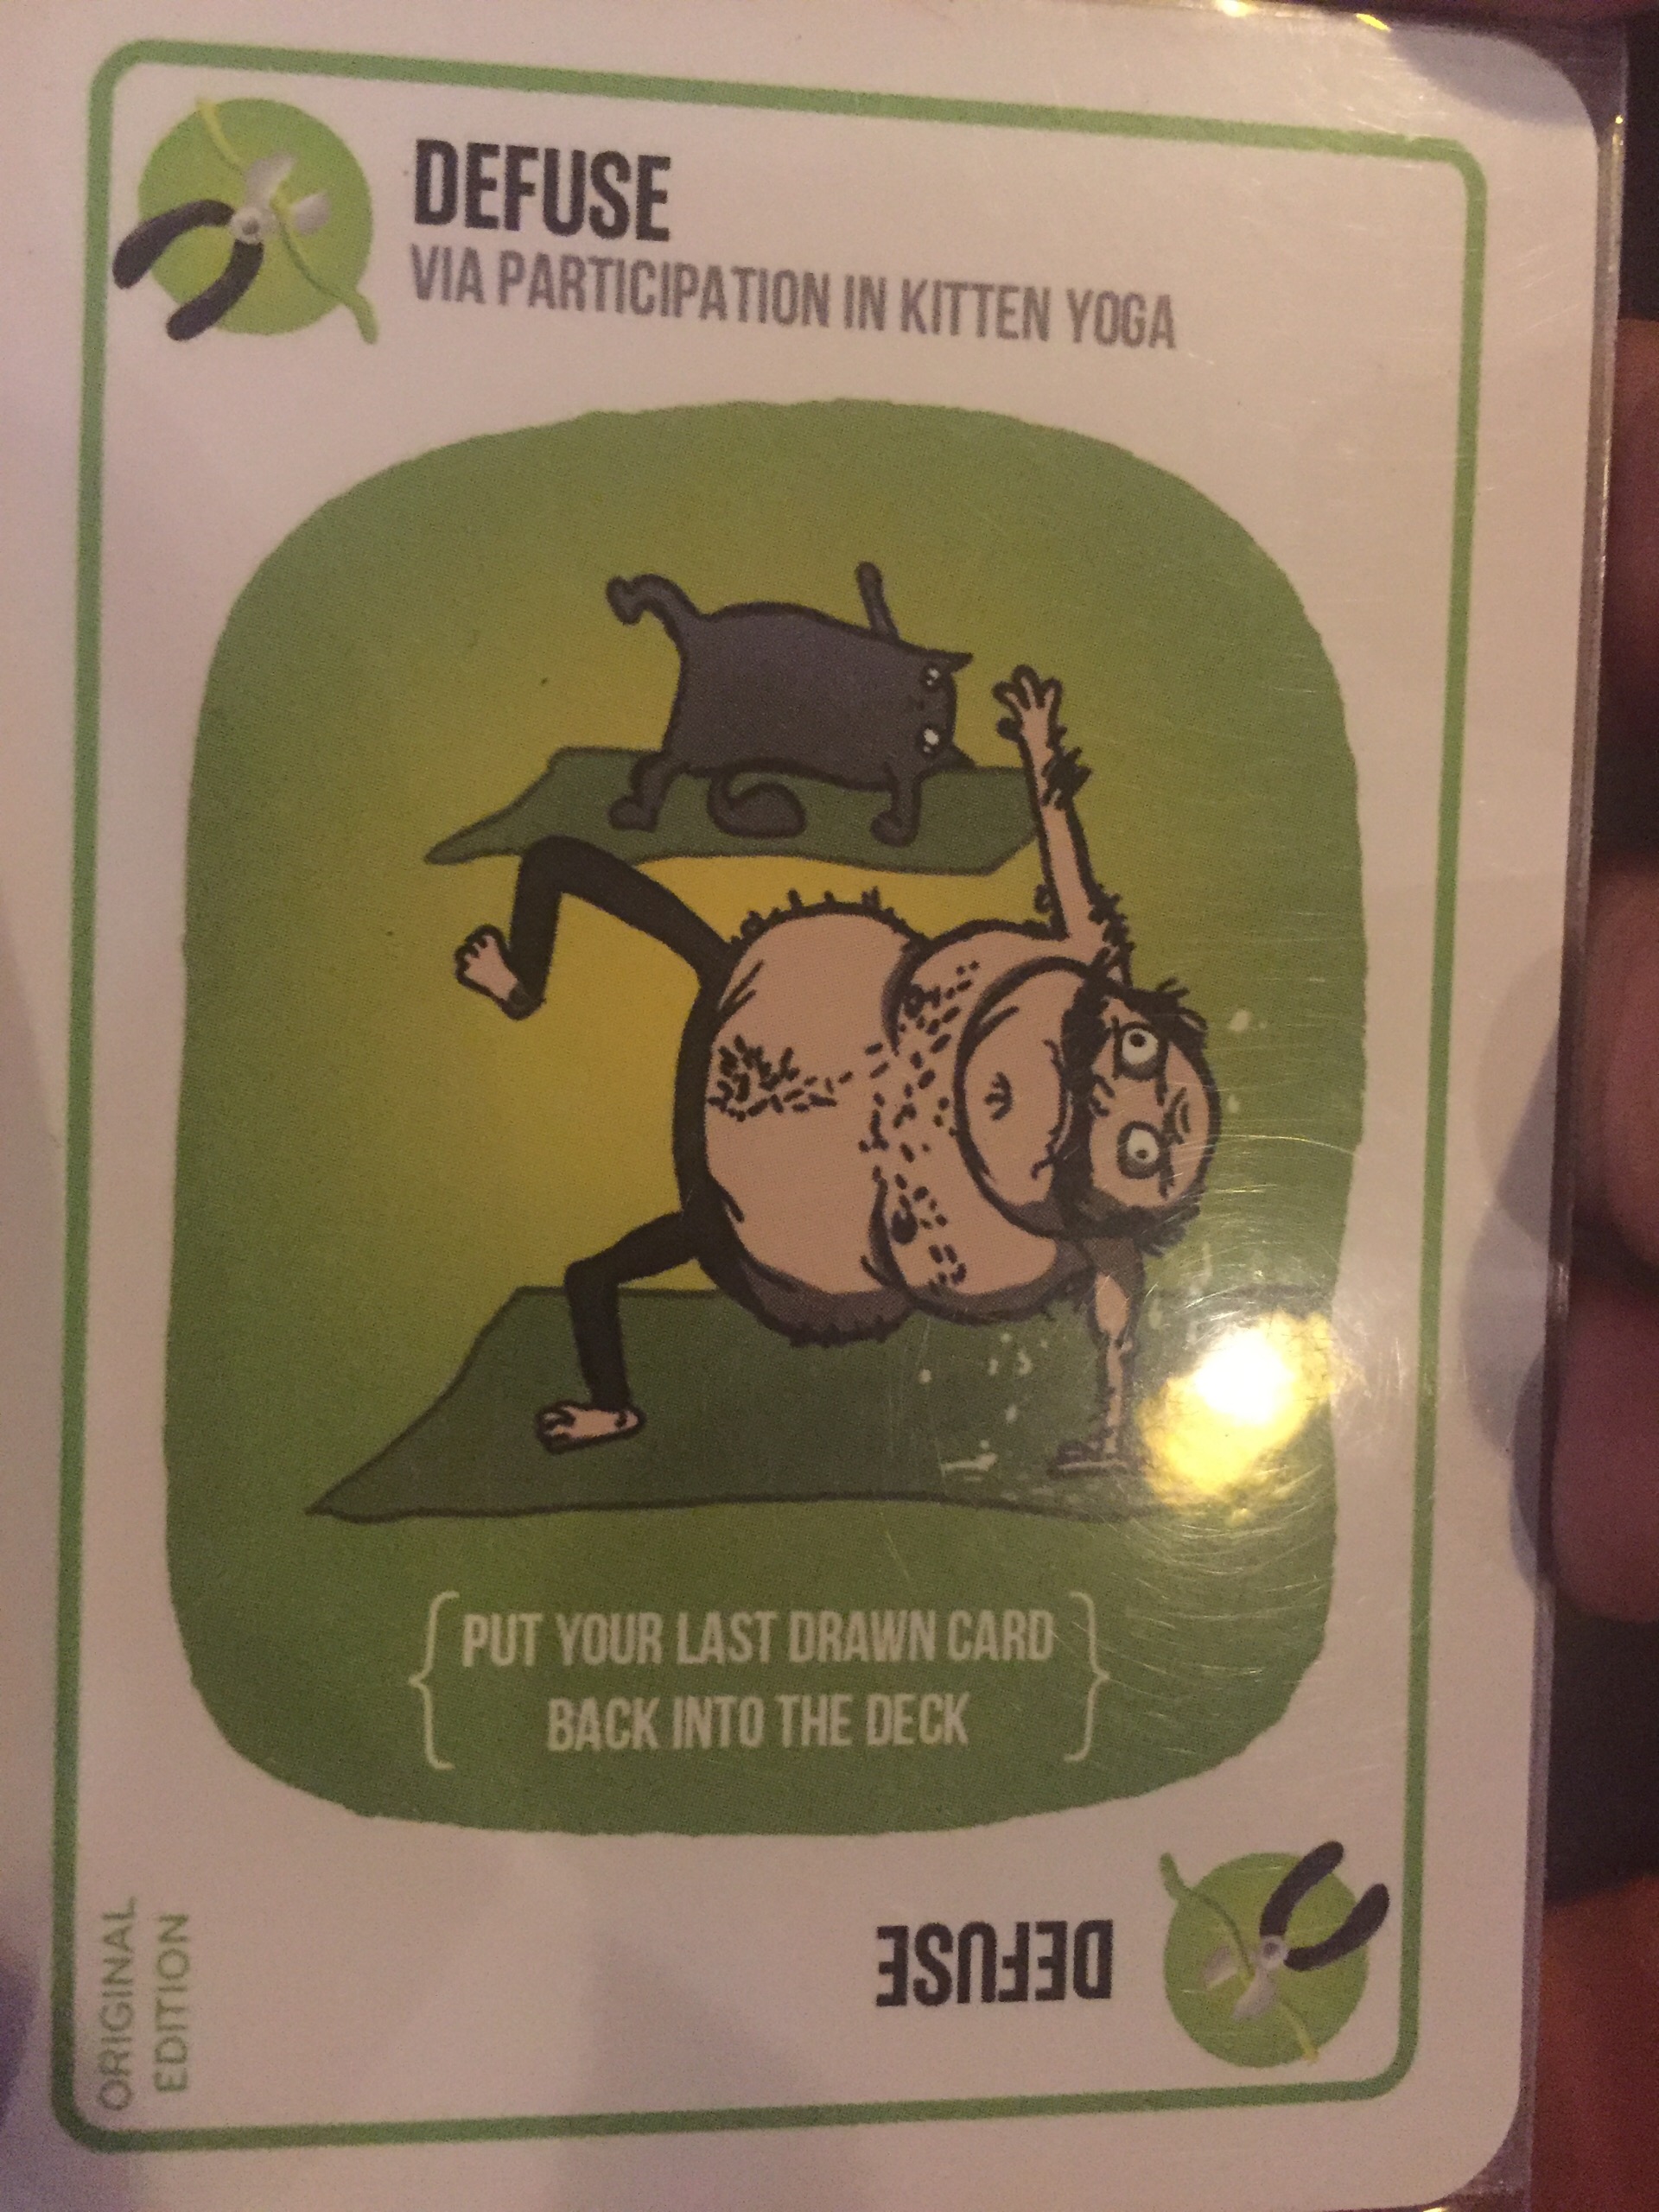 DEFUSE
VIA PARTICIPATION IN KITTEN YOGA
PUT YOUR LAST DRAWN CARD
BACK INTO THE DECK
DEFUSE
ORIGINAL
EDITION